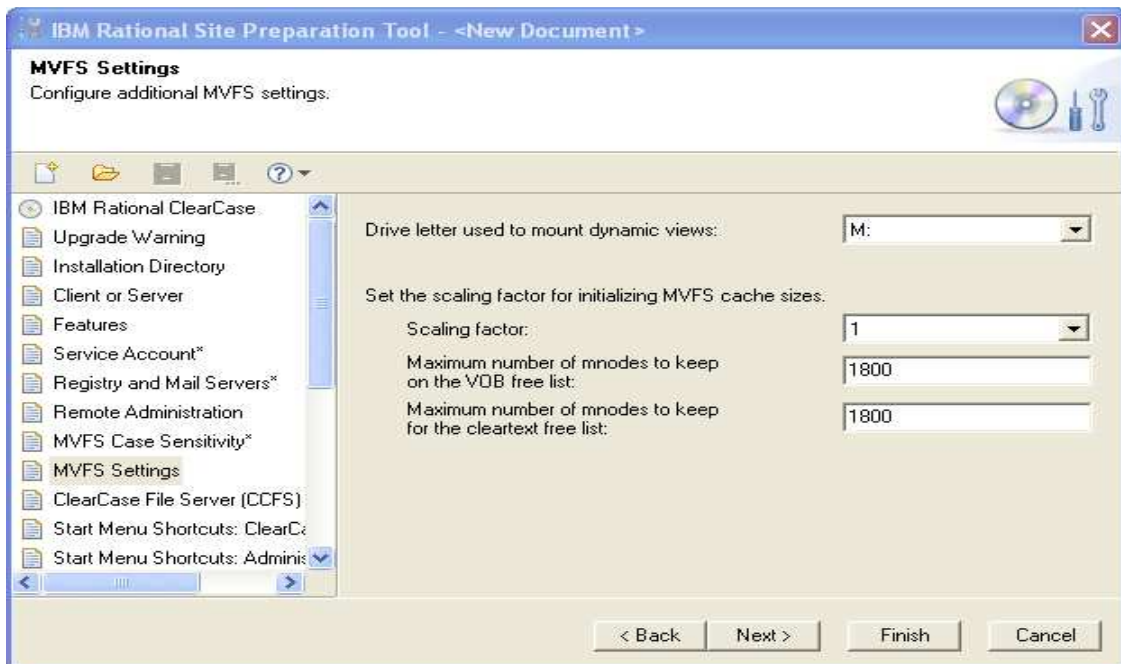 IBM Rational Site Preparation Tool - <New Document>
MVFS Settings
Configure additional MVFS settings.
IBM Rational ClearCase
Upgrade Warning
Installation Directory
Client or Server
Features
Service Account*
Registry and Mail Servers*
Remote Administration
MVFS Case Sensitivity*
MVFS Settings
ClearCase File Server (CCFS)
Start Menu Shortcuts: ClearCa
Start Menu Shortcuts: Adminis
Drive letter used to mount dynamic views:
M:
Set the scaling factor for initializing MVFS cache sizes.
Scaling factor:
1
Maximum number of mnodes to keep
on the VOB free list:
1800
Maximum number of mnodes to keep
for the cleartext free list:
1800
< Back
Next >
Finish
Cancel